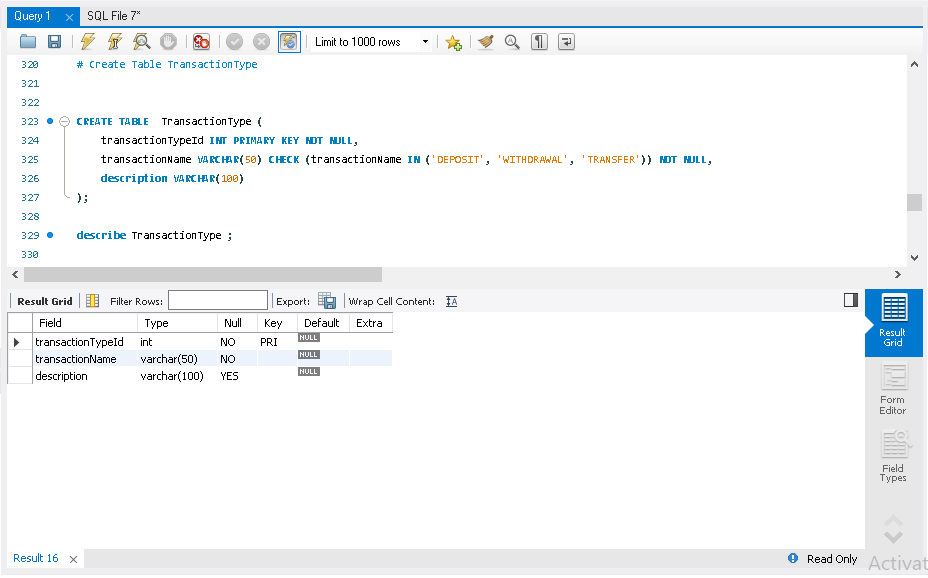 Query 1 × SQL File 7*
Limit to 1000 rows
320 # Create Table TransactionType
321
322
323 CREATE TABLE TransactionType (
324 transactionTypeId INT PRIMARY KEY NOT NULL,
325 transactionName VARCHAR(50) CHECK (transactionName IN ('DEPOSIT', 'WITHDRAWAL', 'TRANSFER')) NOT NULL,
326 description VARCHAR(100)
327 );
328
329 describe TransactionType ;
330
Result Grid Filter Rows: Export: Wrap Cell Content: IA
Field Type Null Key Default Extra
transactionTypeId int NO PRI NULL
transactionName varchar(50) NO NULL
description varchar(100) YES NULL
Result
Grid
Form
Editor
Field
Types
Result 16 × Read Only
Activat